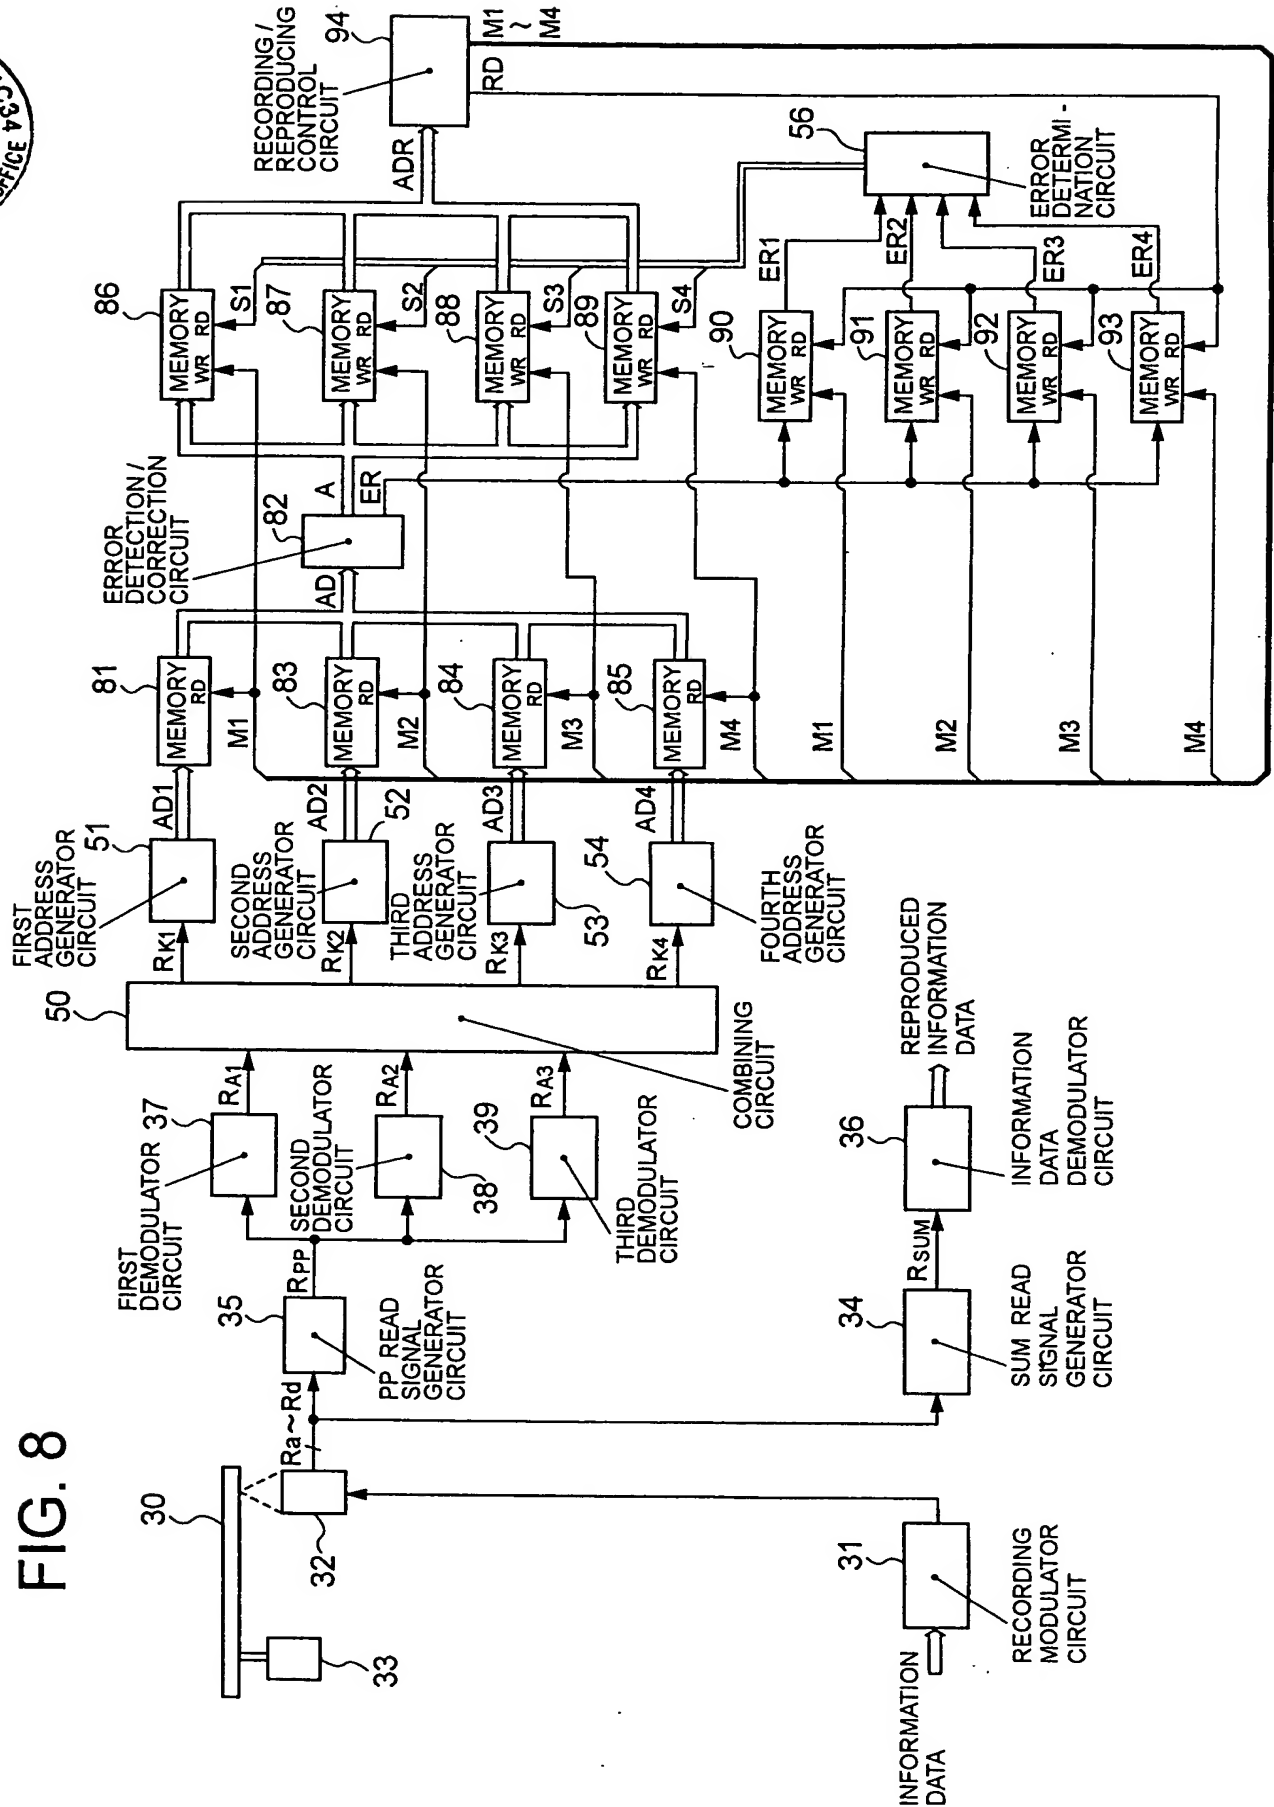 FIG. 8
30
32
33
Ra~Rd
35
PP READ
SIGNAL
GENERATOR
CIRCUIT
RPP
FIRST
DEMODULATOR
CIRCUIT
37
SECOND
DEMODULATOR
CIRCUIT
38
39
THIRD
DEMODULATOR
CIRCUIT
RA1
RA2
RA3
50
COMBINING
CIRCUIT
RK1
RK2
RK3
RK4
FIRST
ADDRESS
GENERATOR
CIRCUIT
51
SECOND
ADDRESS
GENERATOR
CIRCUIT
52
THIRD
ADDRESS
GENERATOR
CIRCUIT
53
54
FOURTH
ADDRESS
GENERATOR
CIRCUIT
AD1
AD2
AD3
AD4
81
MEMORY
RD
M1
83
MEMORY
RD
M2
84
MEMORY
RD
M3
85
MEMORY
RD
M4
AD
ERROR
DETECTION /
CORRECTION
CIRCUIT
82
A
ER
86
MEMORY
WR RD
S1
87
MEMORY
WR RD
S2
88
MEMORY
WR RD
S3
89
MEMORY
WR RD
S4
ADR
RECORDING /
REPRODUCING
CONTROL
CIRCUIT
94
M1
~
M4
RD
90
MEMORY
WR RD
ER1
91
MEMORY
WR RD
ER2
92
MEMORY
WR RD
ER3
93
MEMORY
WR RD
ER4
M1
M2
M3
M4
56
ERROR
DETERMI-
NATION
CIRCUIT
INFORMATION
DATA
31
RECORDING
MODULATOR
CIRCUIT
34
SUM READ
SIGNAL
GENERATOR
CIRCUIT
RSUM
36
INFORMATION
DATA
DEMODULATOR
CIRCUIT
REPRODUCED
INFORMATION
DATA
OFFICE